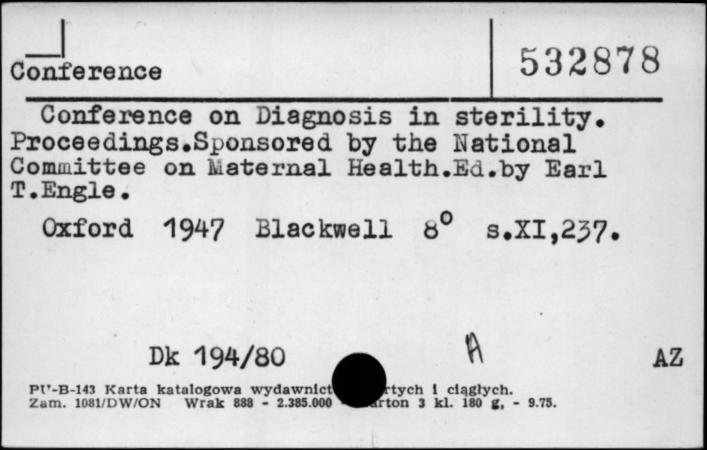 Conference
532878
Conference on Diagnosis in sterility.
Proceedings.Sponsored by the National
Committee on Maternal Health.Ed.by Earl
T.Engle.
Oxford 1947 Blackwell 8° s.XI,237.
Dk 194/80 A AZ
PU-B-143 Karta katalogowa wydawnict rtych i ciągłych.
Zam. 1081/DW/ON Wrak 888 - 2.385.000 arton 3 kl. 180 g, - 9.75.